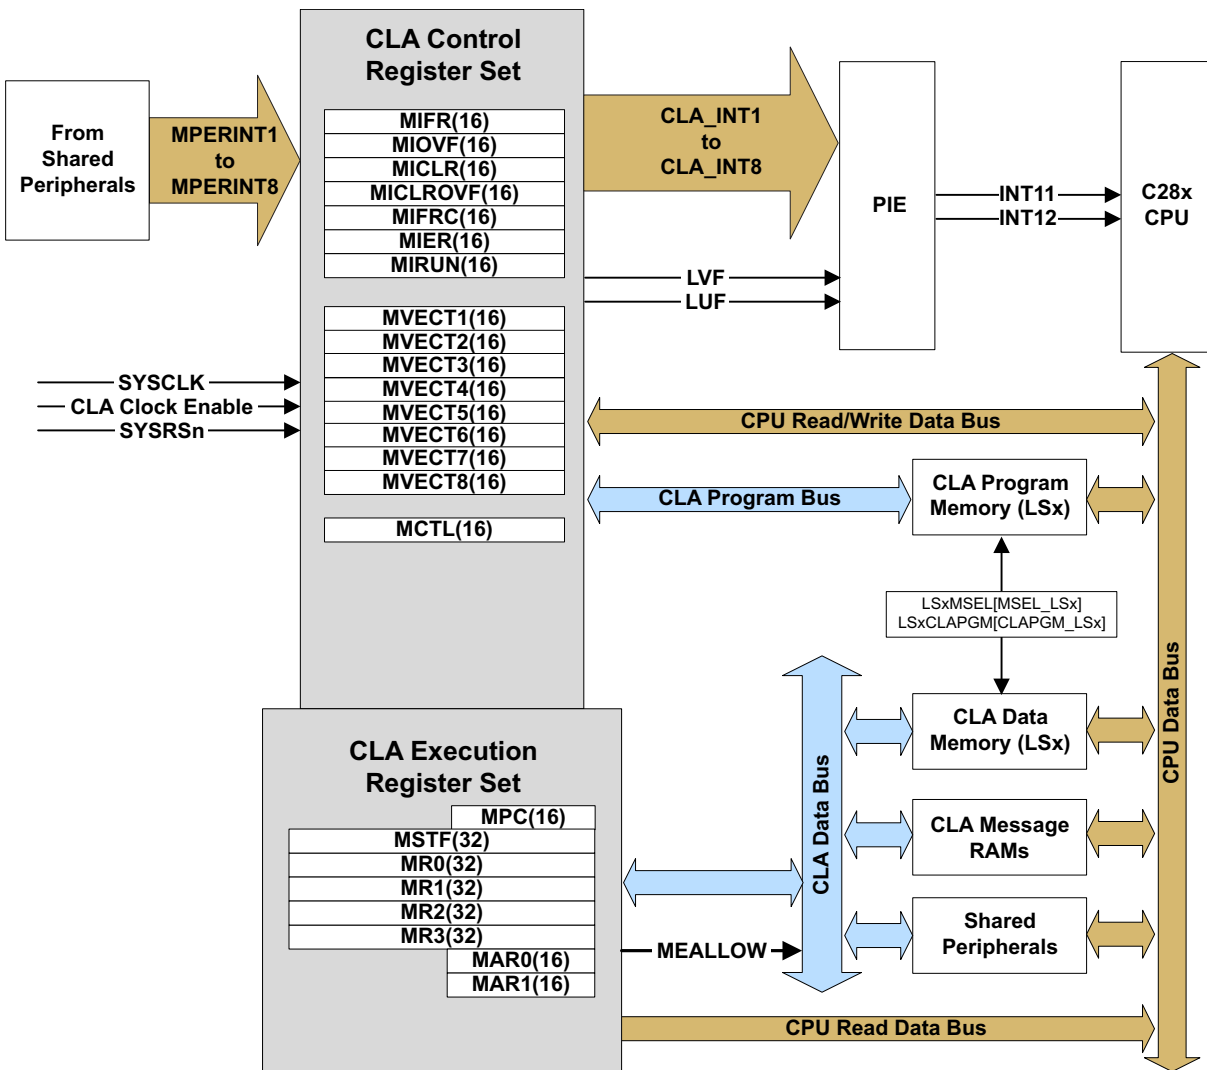 CLA Control
Register Set
From
Shared
Peripherals
MPERINT1
to
MPERINT8
MIFR(16)
MIOVF(16)
MICLR(16)
MICLROVF(16)
MIFRC(16)
MIER(16)
MIRUN(16)
CLA_INT1
to
CLA_INT8
PIE
INT11
INT12
C28x
CPU
LVF
LUF
MVECT1(16)
MVECT2(16)
MVECT3(16)
MVECT4(16)
MVECT5(16)
MVECT6(16)
MVECT7(16)
MVECT8(16)
SYSCLK
CLA Clock Enable
SYSRSn
CPU Read/Write Data Bus
CLA Program Bus
CLA Program
Memory (LSx)
MCTL(16)
LSxMSEL[MSEL_LSx]
LSxCLAPGM[CLAPGM_LSx]
CPU Data Bus
CLA Data Bus
CLA Data
Memory (LSx)
CLA Message
RAMs
Shared
Peripherals
CLA Execution
Register Set
MPC(16)
MSTF(32)
MR0(32)
MR1(32)
MR2(32)
MR3(32)
MAR0(16)
MAR1(16)
MEALLOW
CPU Read Data Bus